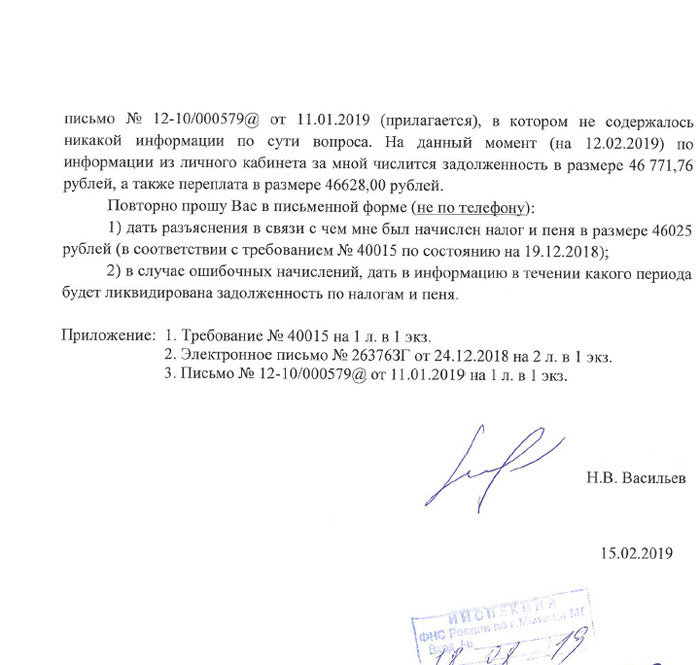 письмо № 12-10/000579@ от 11.01.2019 (прилагается), в котором не содержалось
никакой информации по сути вопроса. На данный момент (на 12.02.2019) по
информации из личного кабинета за мной числится задолженность в размере 46 771,76
рублей, а также переплата в размере 46628,00 рублей.
Повторно прошу Вас в письменной форме (не по телефону):
1) дать разъяснения в связи с чем мне был начислен налог и пеня в размере 46025
рублей (в соответствии с требованием № 40015 по состоянию на 19.12.2018);
2) в случае ошибочных начислений, дать в информацию в течении какого периода
будет ликвидирована задолженность по налогам и пеня.
Приложение: 1. Требование № 40015 на 1 л. в 1 экз.
2. Электронное письмо № 26376ЗГ от 24.12.2018 на 2 л. в 1 экз.
3. Письмо № 12-10/000579@ от 11.01.2019 на 1 л. в 1 экз.
Н.В. Васильев
15.02.2019
ИНСПЕКЦИЯ
ФНС России по г.Мытищи
Вход. №
19